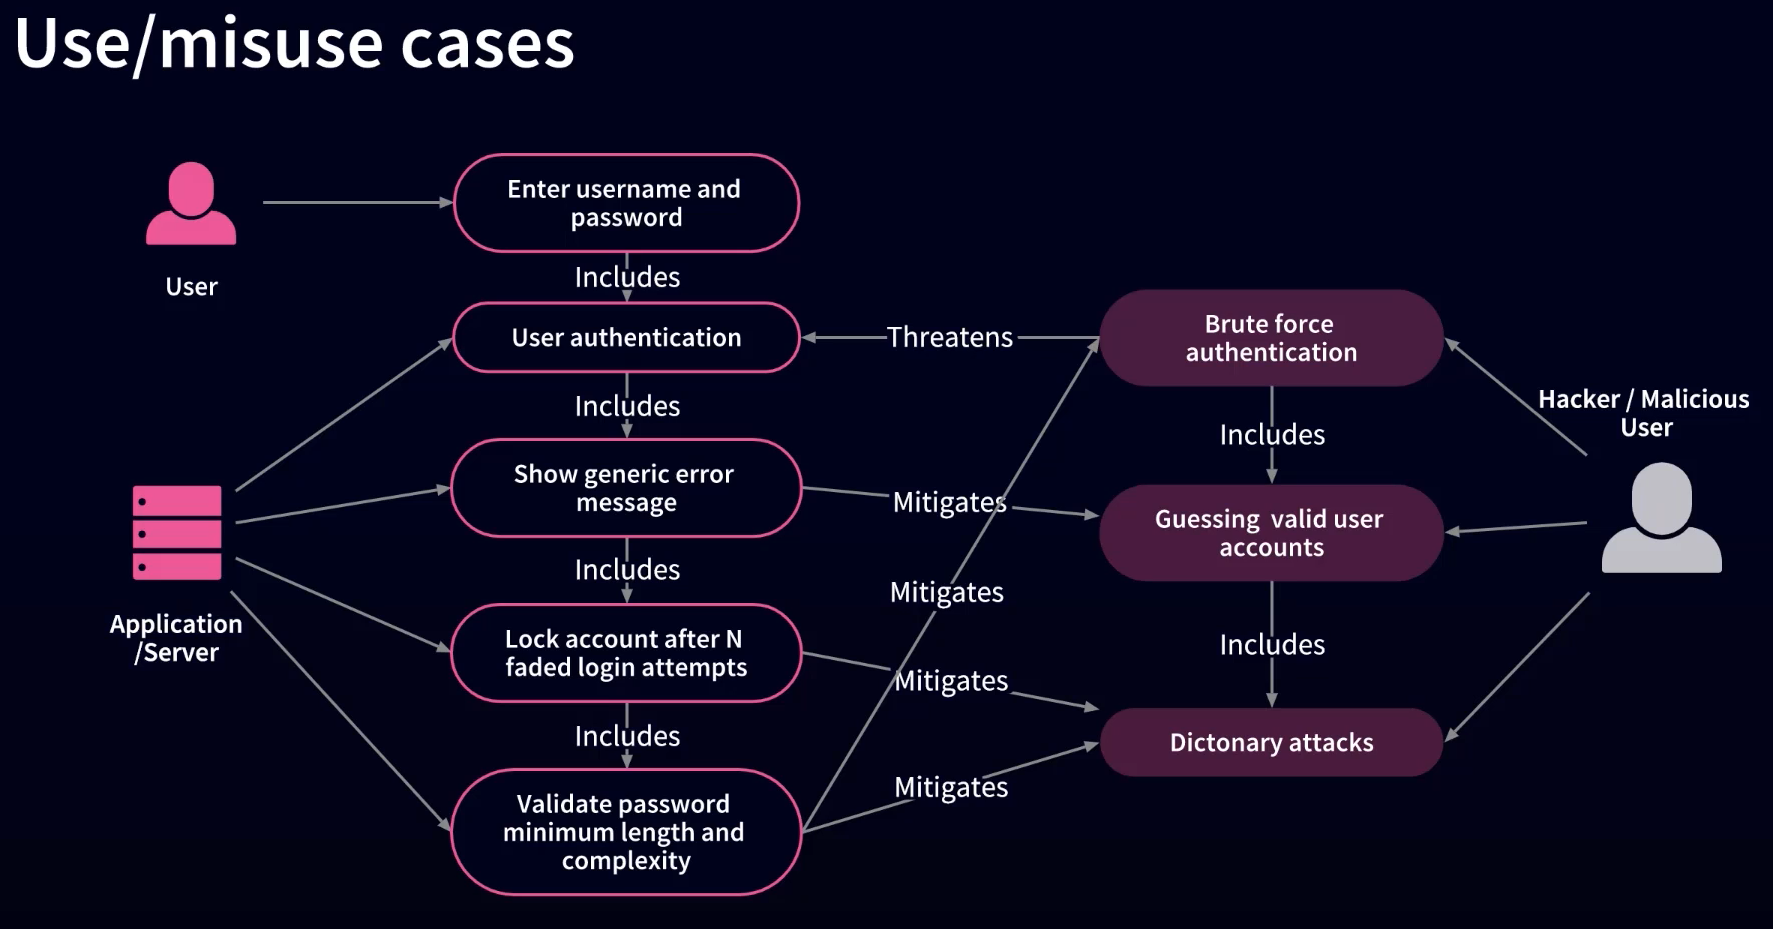 Use/misuse cases
Enter username and
password
User
Includes
User authentication
Threatens
Brute force
authentication
Includes
Hacker / Malicious
User
Includes
Show generic error
message
Mitigates
Guessing valid user
accounts
Includes
Mitigates
Application
/Server
Lock account after N
faded login attempts
Mitigates
Includes
Includes
Dictonary attacks
Mitigates
Validate password
minimum length and
complexity